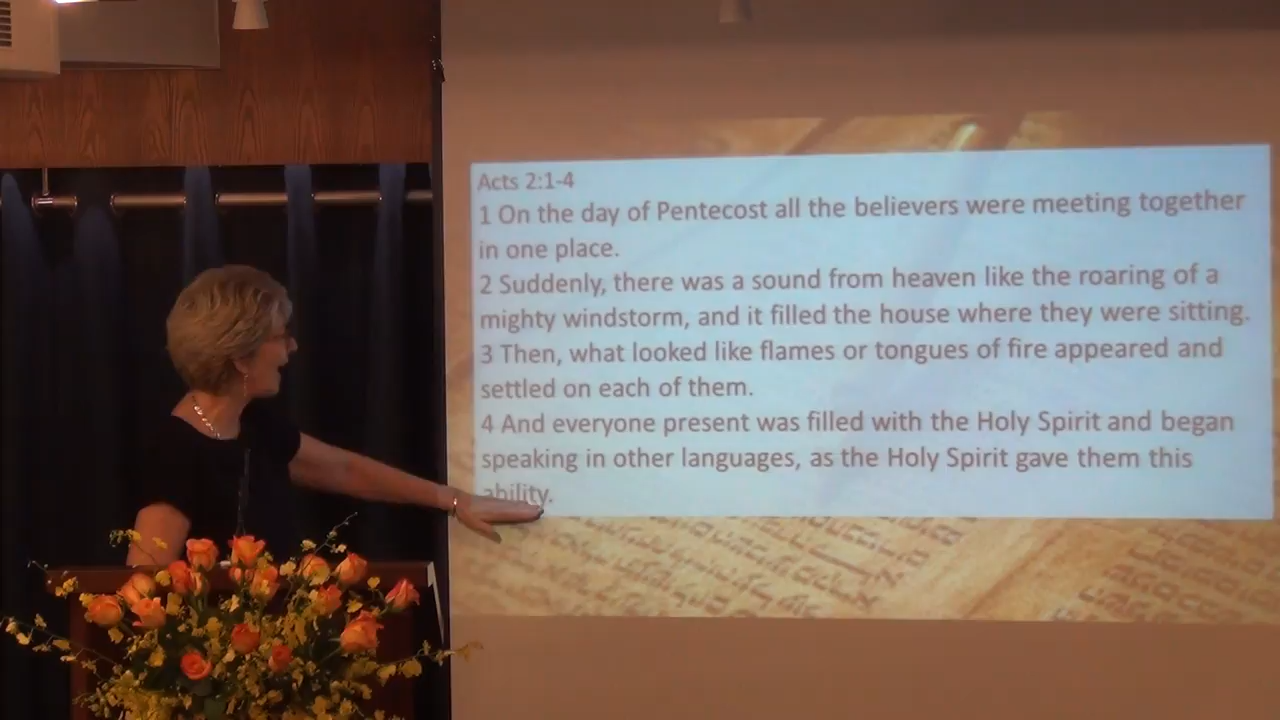 Acts 2:1-4
1 On the day of Pentecost all the believers were meeting together
in one place.
2 Suddenly, there was a sound from heaven like the roaring of a
mighty windstorm, and it filled the house where they were sitting.
3 Then, what looked like flames or tongues of fire appeared and
settled on each of them.
4 And everyone present was filled with the Holy Spirit and began
speaking in other languages, as the Holy Spirit gave them this
ability.